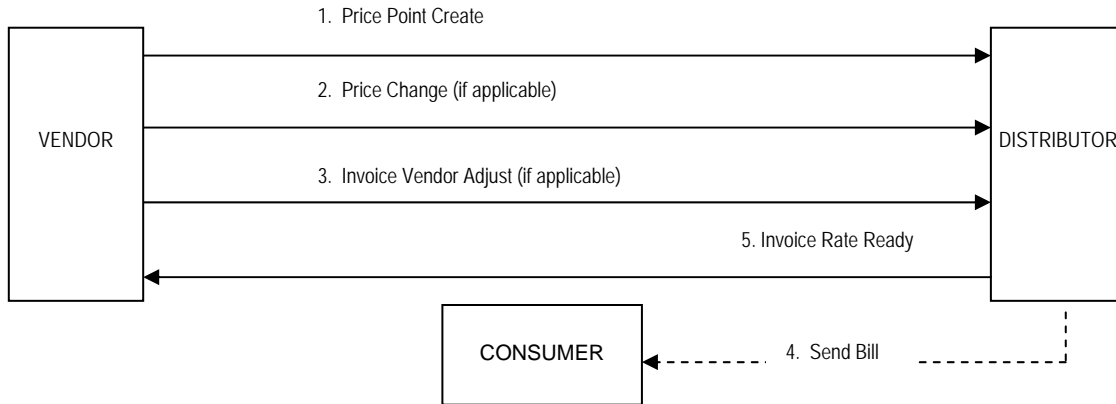 1. Price Point Create
2. Price Change (if applicable)
VENDOR
DISTRIBUTOR
3. Invoice Vendor Adjust (if applicable)
5. Invoice Rate Ready
CONSUMER
4. Send Bill